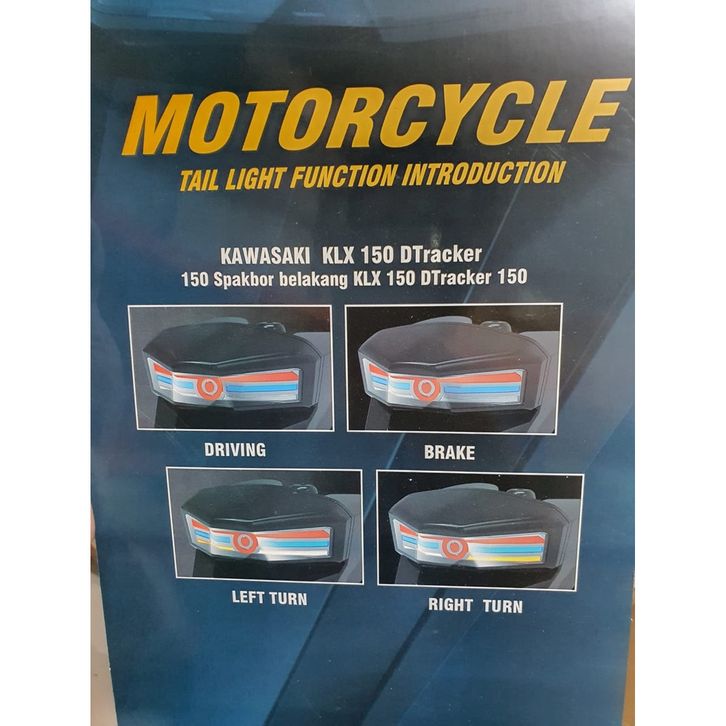 MOTORCYCLE
TAIL LIGHT FUNCTION INTRODUCTION
KAWASAKI KLX 150 DTracker
150 Spakbor belakang KLX 150 DTracker 150
DRIVING
BRAKE
LEFT TURN
RIGHT TURN